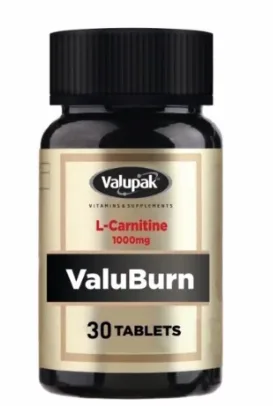 Valupak
VITAMINS & SUPPLEMENTS
L-Carnitine
1000mg
ValuBurn
30 TABLETS